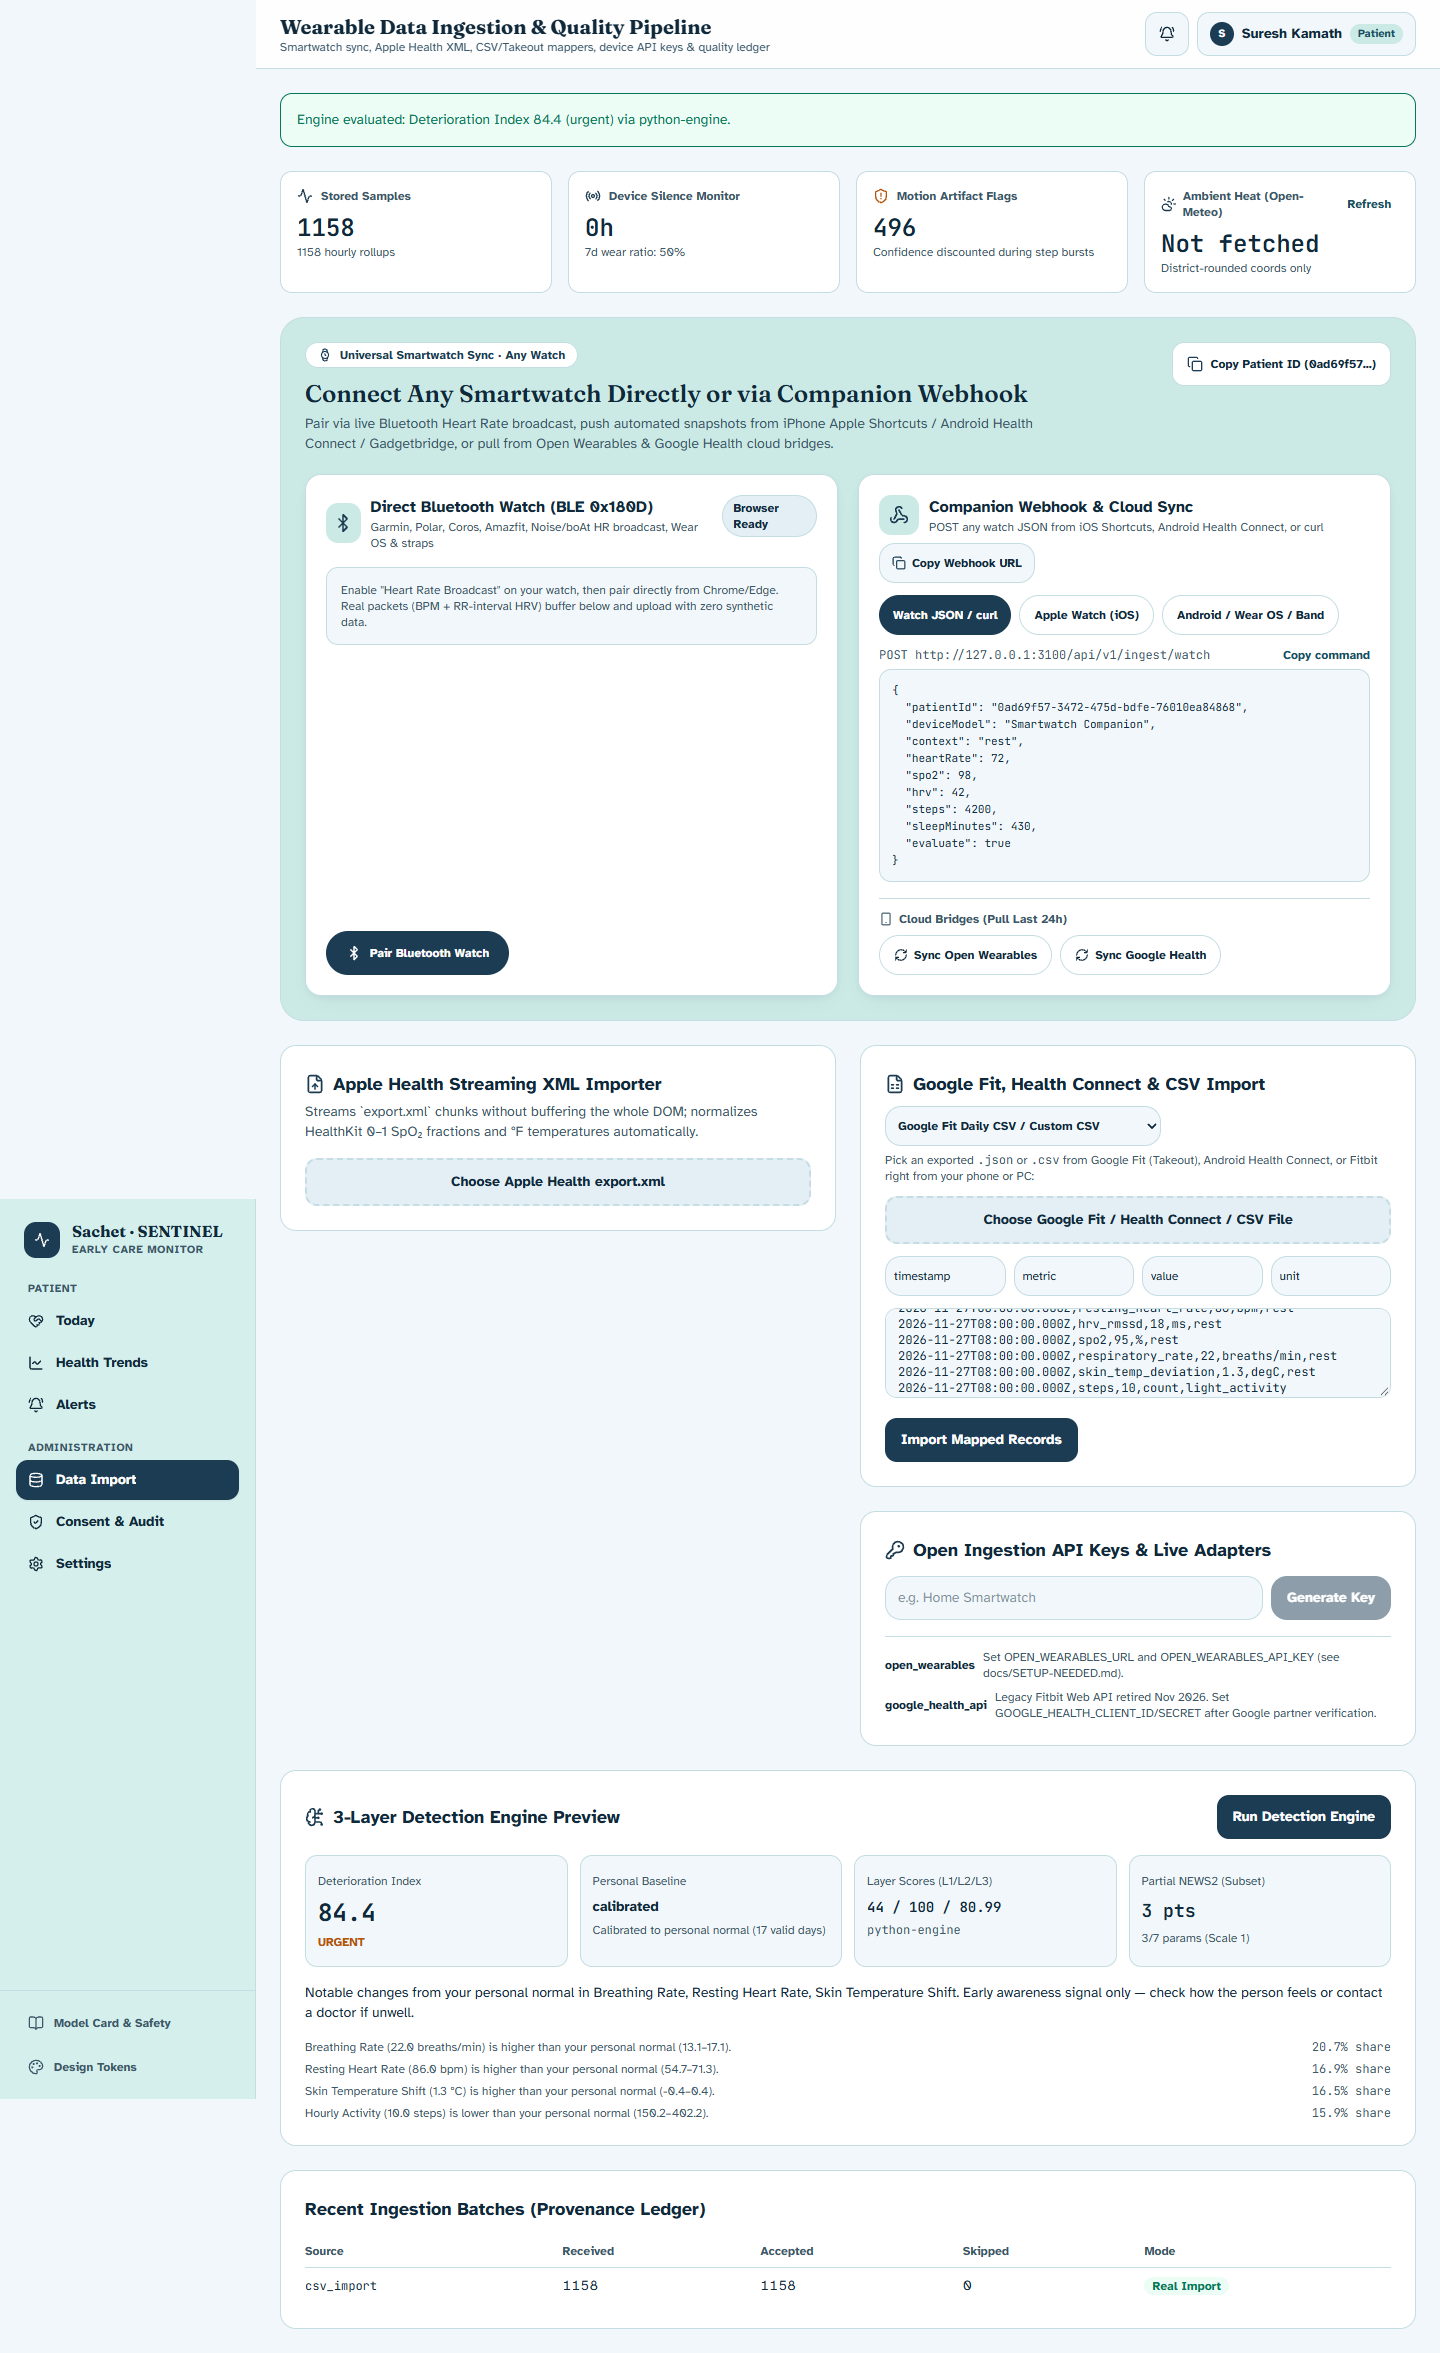 Wearable Data Ingestion & Quality Pipeline
Smartwatch sync, Apple Health XML, CSV/Takeout mappers, device API keys & quality ledger
S Suresh Kamath Patient
Engine evaluated: Deterioration Index 84.4 (urgent) via python-engine.
Stored Samples
1158
1158 hourly rollups
Device Silence Monitor
0h
7d wear ratio: 50%
Motion Artifact Flags
496
Confidence discounted during step bursts
Ambient Heat (Open-
Meteo)
Refresh
Not fetched
District-rounded coords only
Universal Smartwatch Sync · Any Watch
Copy Patient ID (0ad69f57...)
Connect Any Smartwatch Directly or via Companion Webhook
Pair via live Bluetooth Heart Rate broadcast, push automated snapshots from iPhone Apple Shortcuts / Android Health
Connect / Gadgetbridge, or pull from Open Wearables & Google Health cloud bridges.
Direct Bluetooth Watch (BLE 0x180D)
Garmin, Polar, Coros, Amazfit, Noise/boAt HR broadcast, Wear
OS & straps
Browser
Ready
Enable "Heart Rate Broadcast" on your watch, then pair directly from Chrome/Edge.
Real packets (BPM + RR-interval HRV) buffer below and upload with zero synthetic
data.
Pair Bluetooth Watch
Companion Webhook & Cloud Sync
POST any watch JSON from iOS Shortcuts, Android Health Connect, or curl
Copy Webhook URL
Watch JSON / curl
Apple Watch (iOS)
Android / Wear OS / Band
POST http://127.0.0.1:3100/api/v1/ingest/watch
Copy command
{
"patientId": "0ad69f57-3472-475d-bdfe-76010ea84868",
"deviceModel": "Smartwatch Companion",
"context": "rest",
"heartRate": 72,
"spo2": 98,
"hrv": 42,
"steps": 4200,
"sleepMinutes": 430,
"evaluate": true
}
Cloud Bridges (Pull Last 24h)
Sync Open Wearables
Sync Google Health
Apple Health Streaming XML Importer
Streams `export.xml` chunks without buffering the whole DOM; normalizes
HealthKit 0–1 SpO₂ fractions and °F temperatures automatically.
Choose Apple Health export.xml
Google Fit, Health Connect & CSV Import
Google Fit Daily CSV / Custom CSV
Pick an exported .json or .csv from Google Fit (Takeout), Android Health Connect, or Fitbit
right from your phone or PC:
Choose Google Fit / Health Connect / CSV File
timestamp
metric
value
unit
2026-11-27T08:00:00.000Z,resting_heart_rate,86,bpm,rest
2026-11-27T08:00:00.000Z,hrv_rmssd,18,ms,rest
2026-11-27T08:00:00.000Z,spo2,95,%,rest
2026-11-27T08:00:00.000Z,respiratory_rate,22,breaths/min,rest
2026-11-27T08:00:00.000Z,skin_temp_deviation,1.3,degC,rest
2026-11-27T08:00:00.000Z,steps,10,count,light_activity
Import Mapped Records
Open Ingestion API Keys & Live Adapters
e.g. Home Smartwatch
Generate Key
open_wearables
Set OPEN_WEARABLES_URL and OPEN_WEARABLES_API_KEY (see
docs/SETUP-NEEDED.md).
google_health_api
Legacy Fitbit Web API retired Nov 2026. Set
GOOGLE_HEALTH_CLIENT_ID/SECRET after Google partner verification.
Sachet · SENTINEL
EARLY CARE MONITOR
PATIENT
Today
Health Trends
Alerts
ADMINISTRATION
Data Import
Consent & Audit
Settings
Model Card & Safety
Design Tokens
3-Layer Detection Engine Preview
Run Detection Engine
Deterioration Index
84.4
URGENT
Personal Baseline
calibrated
Calibrated to personal normal (17 valid days)
Layer Scores (L1/L2/L3)
44 / 100 / 80.99
python-engine
Partial NEWS2 (Subset)
3 pts
3/7 params (Scale 1)
Notable changes from your personal normal in Breathing Rate, Resting Heart Rate, Skin Temperature Shift. Early awareness signal only — check how the person feels or contact
a doctor if unwell.
Breathing Rate (22.0 breaths/min) is higher than your personal normal (13.1–17.1). 20.7% share
Resting Heart Rate (86.0 bpm) is higher than your personal normal (54.7–71.3). 16.9% share
Skin Temperature Shift (1.3 °C) is higher than your personal normal (-0.4–0.4). 16.5% share
Hourly Activity (10.0 steps) is lower than your personal normal (150.2–402.2). 15.9% share
Recent Ingestion Batches (Provenance Ledger)
Source Received Accepted Skipped Mode
csv_import 1158 1158 0 Real Import